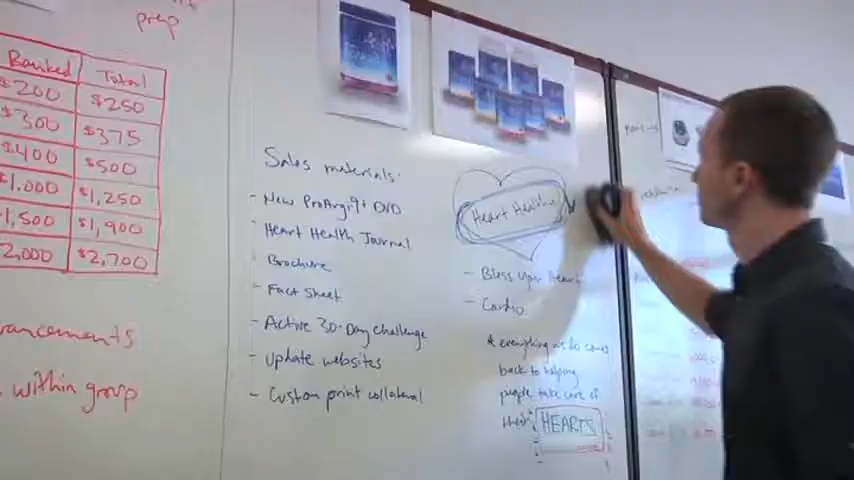 prep
Banked Total
$200 $250
$300 $375
$400 $500
$1,000 $1,250
1,500 $1,900
2,000 $2,700
ancements
within group
Sales materials:
- New ProArgi9+ DVD
- Heart Health Journal
- Brochure
- Fact Sheet
- Active 30-Day challenge
- Update websites
- Custom print collateral
Heart Health
- Bless Your Heart
- Cardio
* everything we do comes
back to helping
people take care of
their
HEARTS